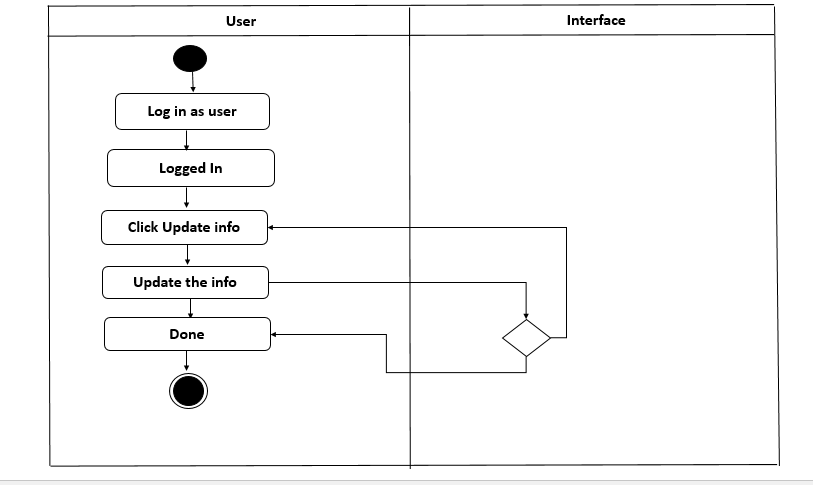 User
Interface
Log in as user
Logged In
Click Update info
Update the info
Done